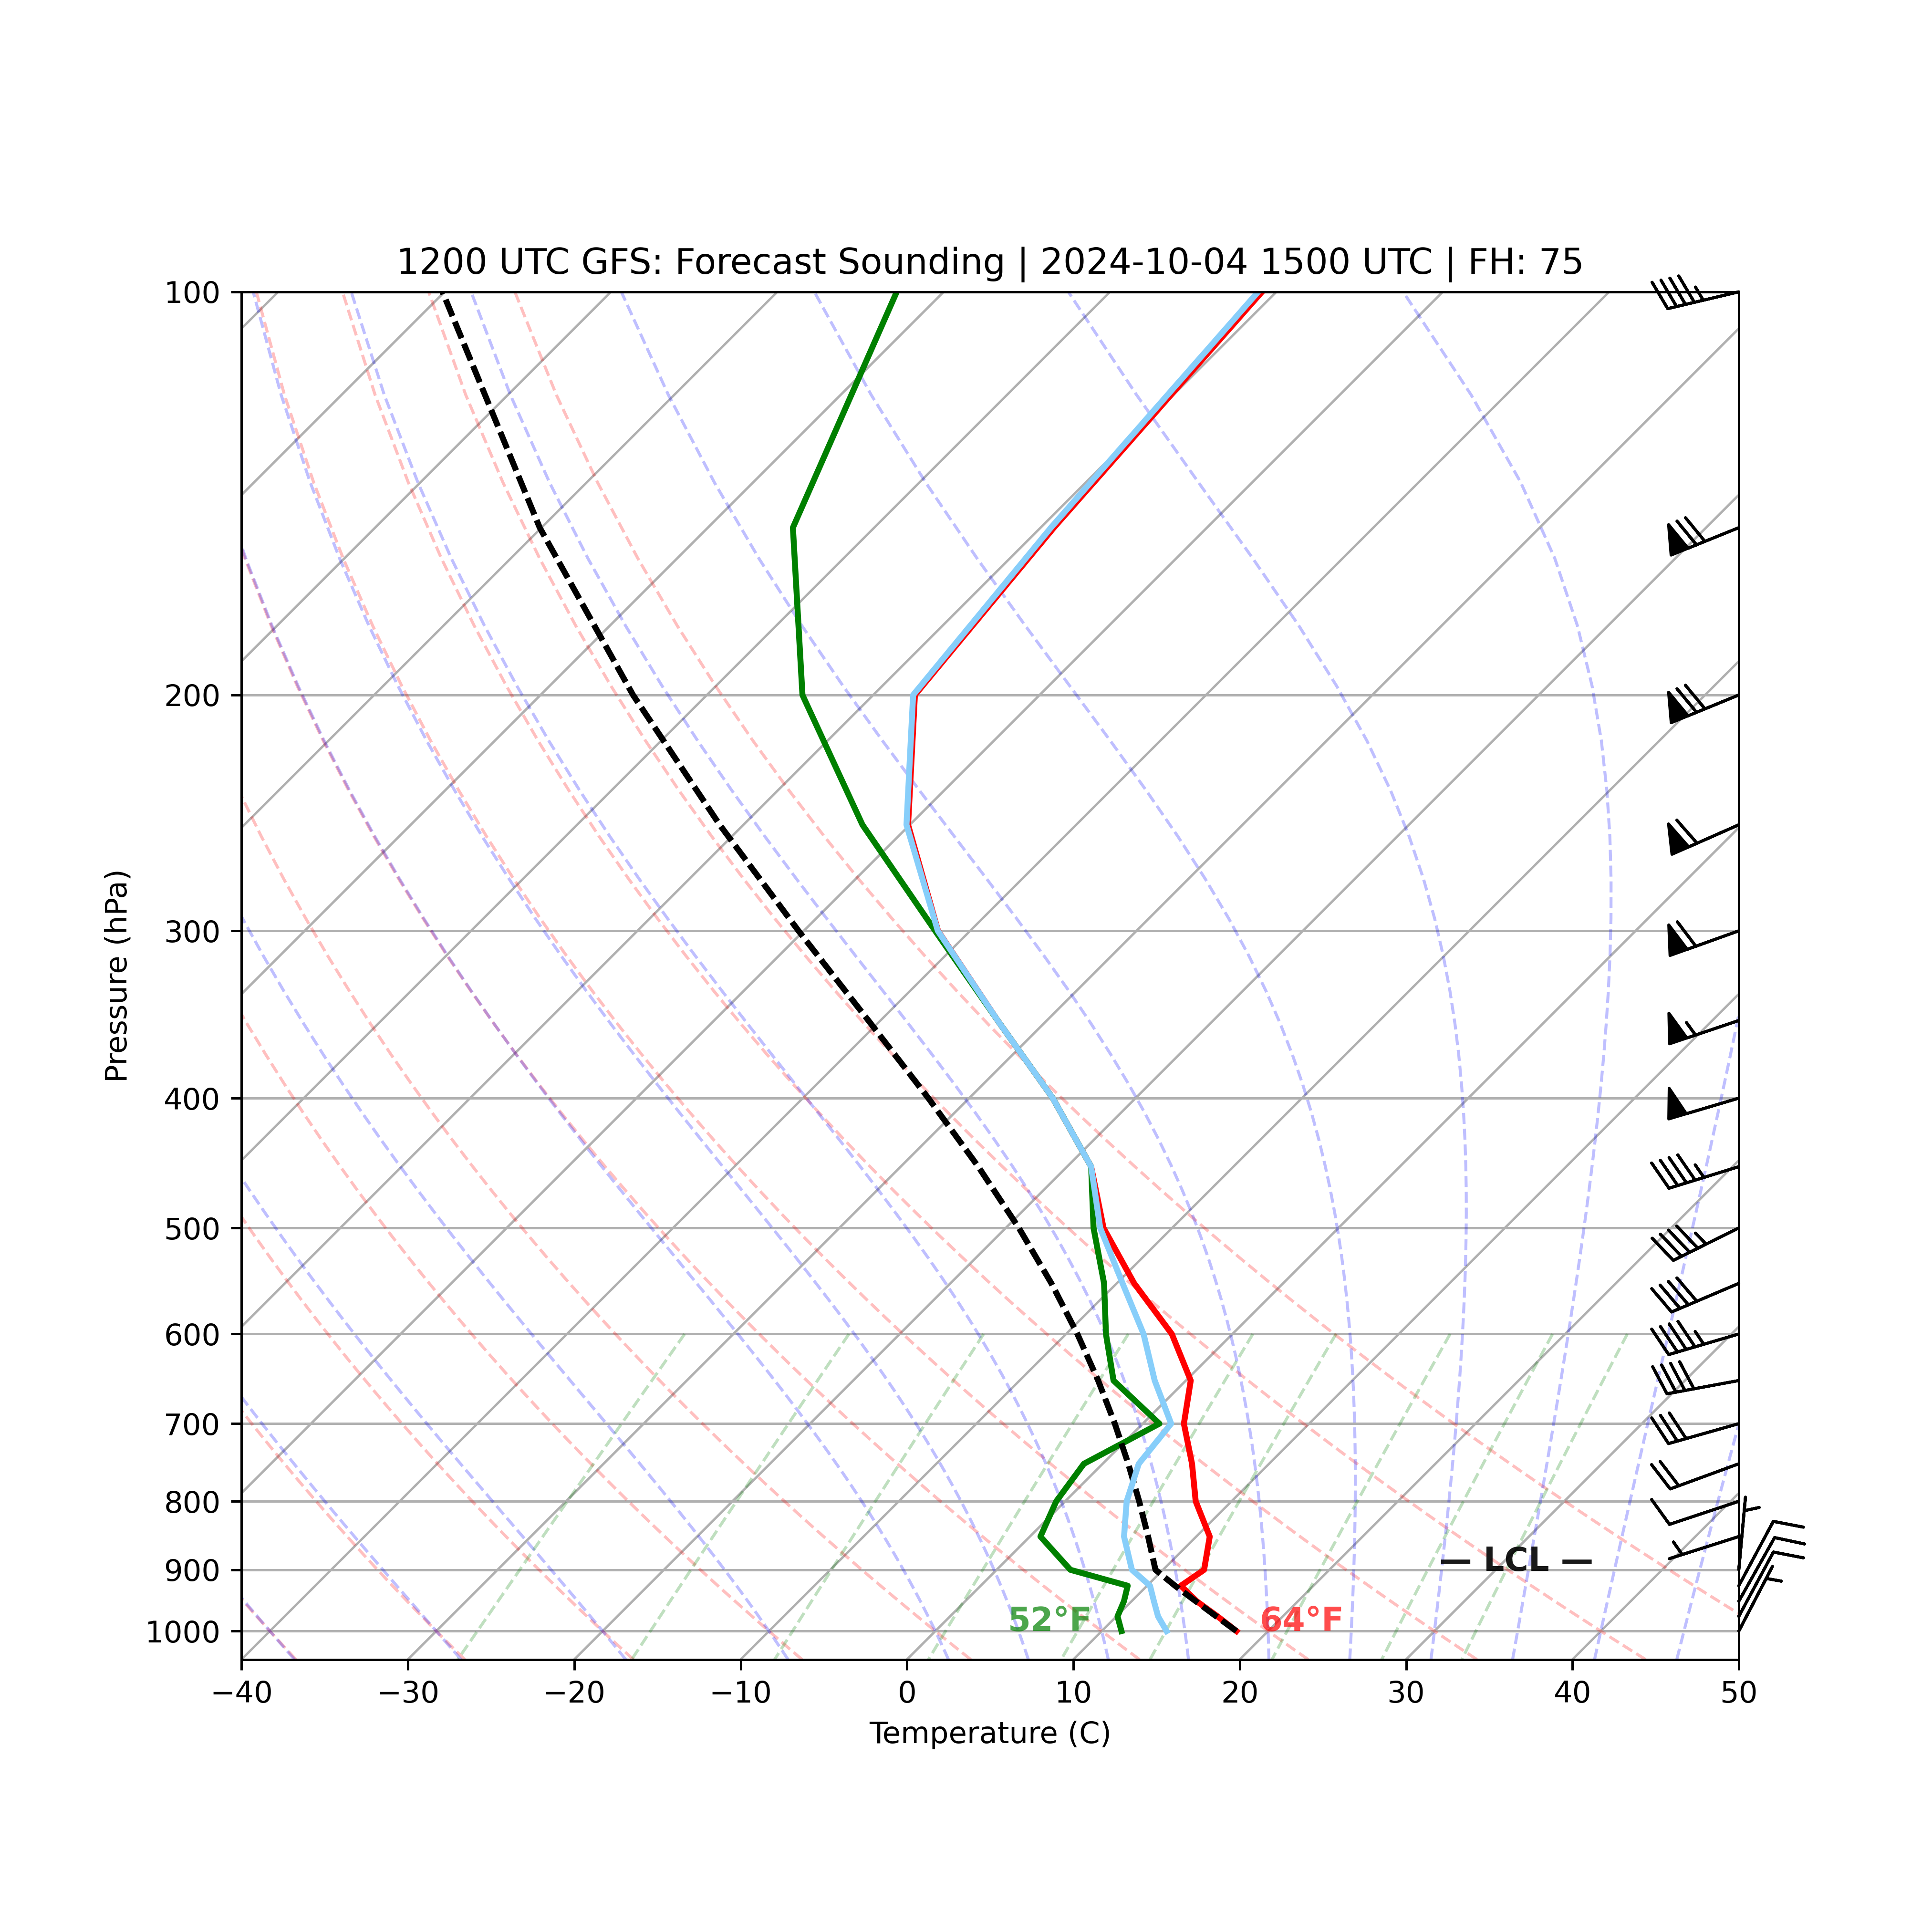 1200 UTC GFS: Forecast Sounding | 2024-10-04 1500 UTC | FH: 75
100
200
300
400
500
600
700
800
900
1000
Pressure (hPa)
— LCL —
52°F
64°F
−40 −30 −20 −10 0 10 20 30 40 50
Temperature (C)